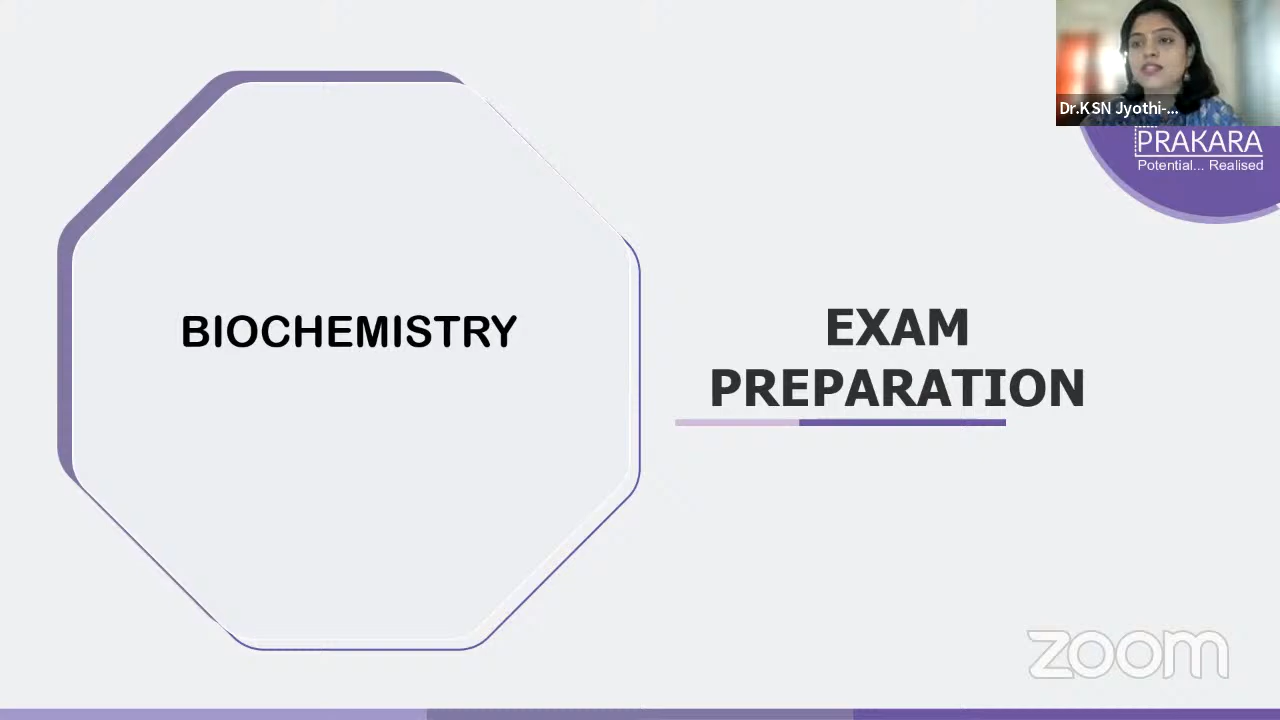 Dr.KSN Jyothi-...
PRAKARA
Potential... Realised
BIOCHEMISTRY
EXAM
PREPARATION
zoom